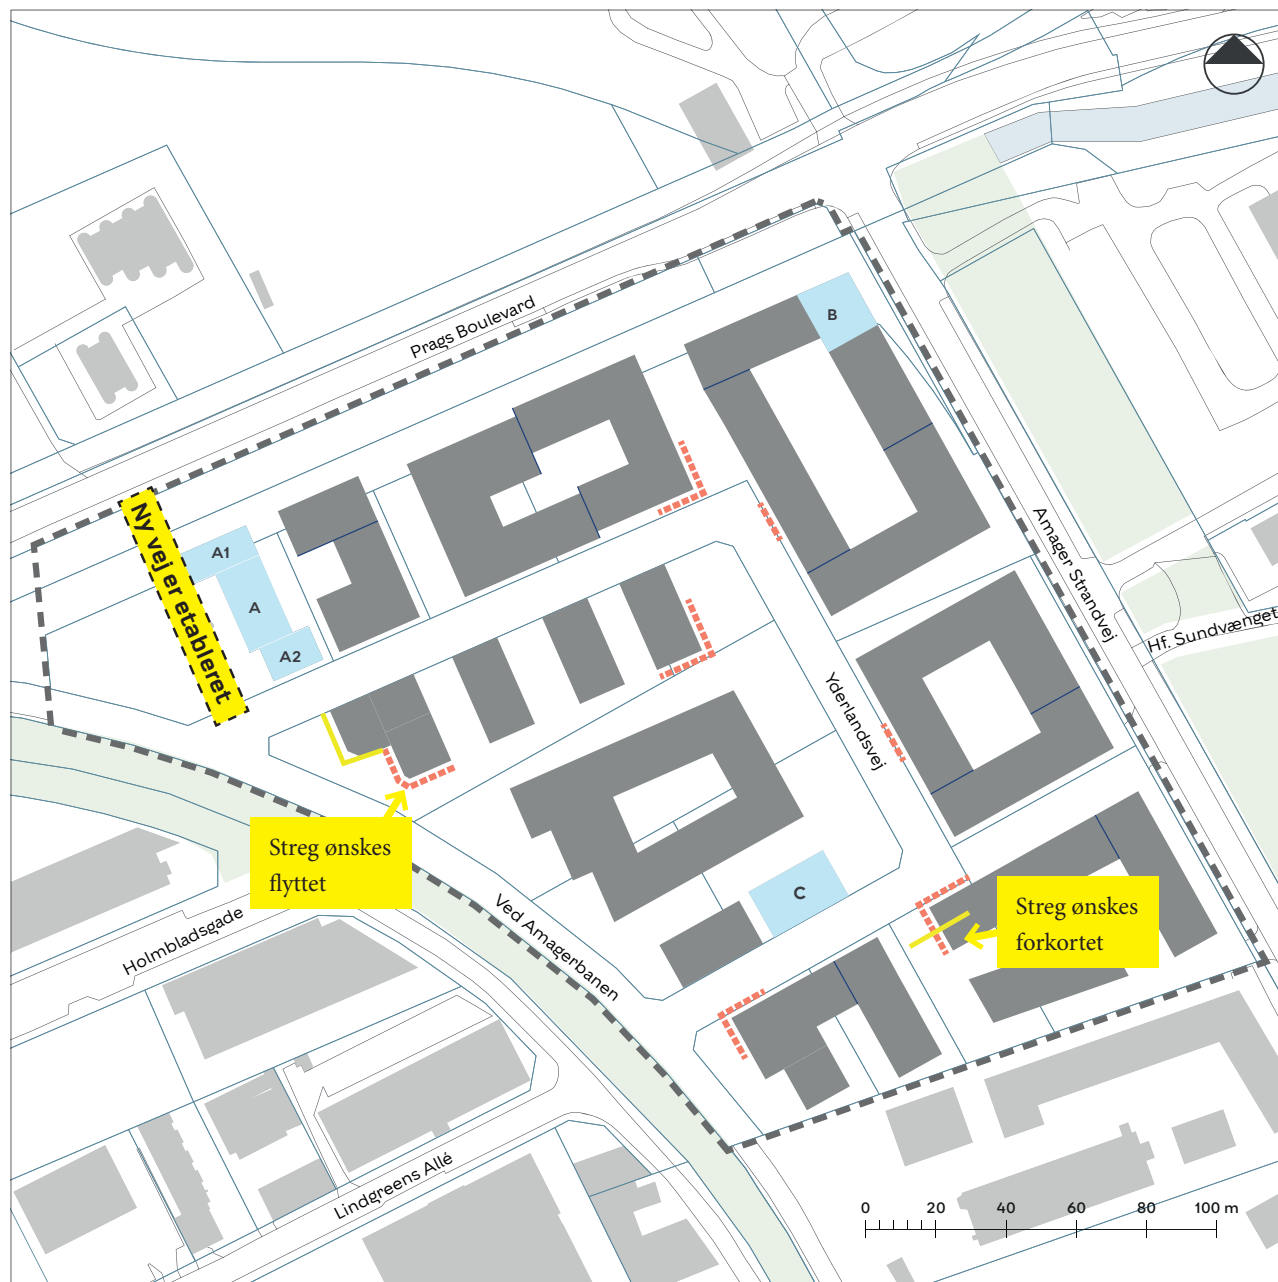 Prags Boulevard
B
Ny vej er etableret
A1
A
A2
Amager Strandvej
Hf. Sundvænget
Yderlandsvej
Streg ønskes
flyttet
C
Streg ønskes
forkortet
Ved Amagerbanen
Holmbladsgade
Lindgreens Allé
0 20 40 60 80 100 m